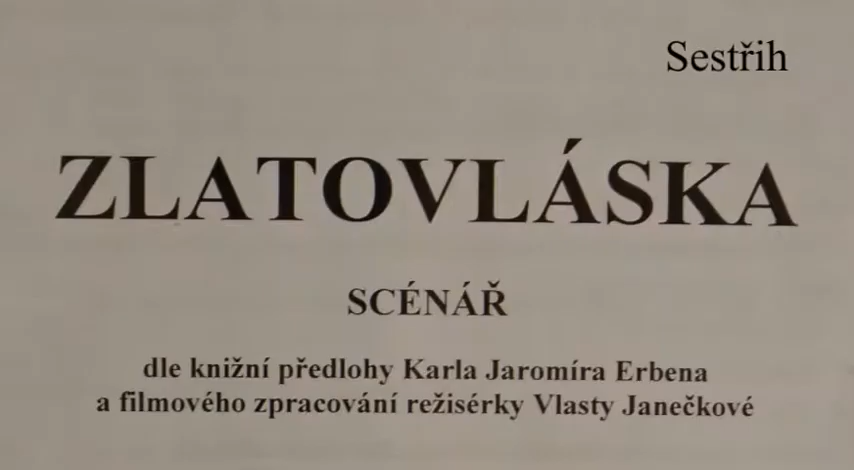 Sestřih
ZLATOVLÁSKA
SCÉNÁŘ
dle knižní předlohy Karla Jaromíra Erbena
a filmového zpracování režisérky Vlasty Janečkové